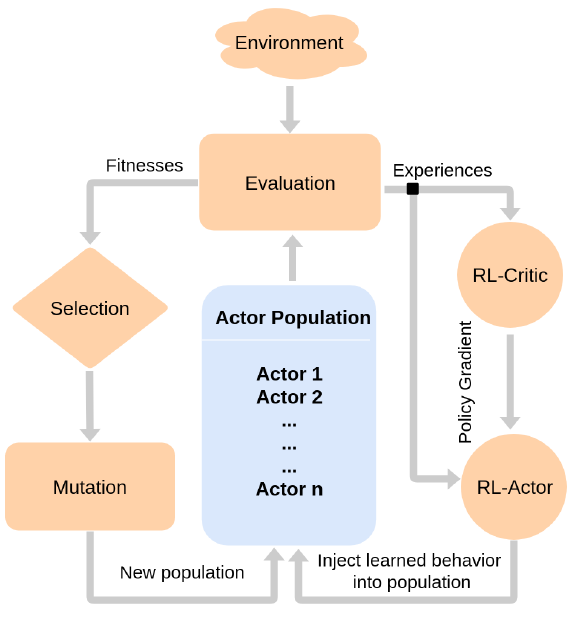 Environment
Fitnesses
Experiences
Evaluation
RL-Critic
Selection
Actor Population
Policy Gradient
Actor 1
Actor 2
...
...
...
Actor n
Mutation
RL-Actor
New population
Inject learned behavior
into population